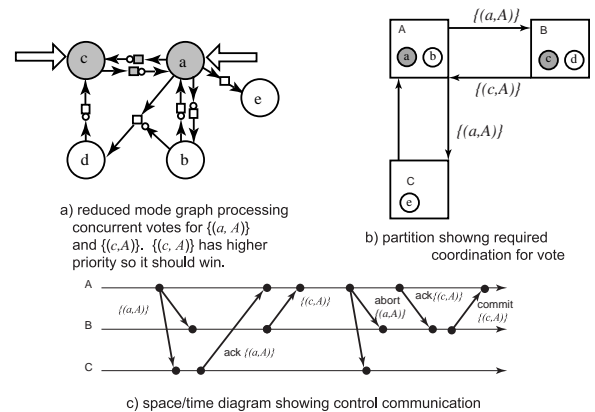 c
a
e
d
b
a) reduced mode graph processing
concurrent votes for {(a, A)}
and {(c,A)}. {(c, A)} has higher
priority so it should win.
{(a,A)}
A
B
a
b
c
d
{(c,A)}
{(a,A)}
C
e
b) partition showng required
coordination for vote
A
{(a,A)}
{(c,A)}
abort
{(a,A)}
ack{(c,A)}
commit
{(c,A)}
B
ack {(a,A)}
C
c) space/time diagram showing control communication